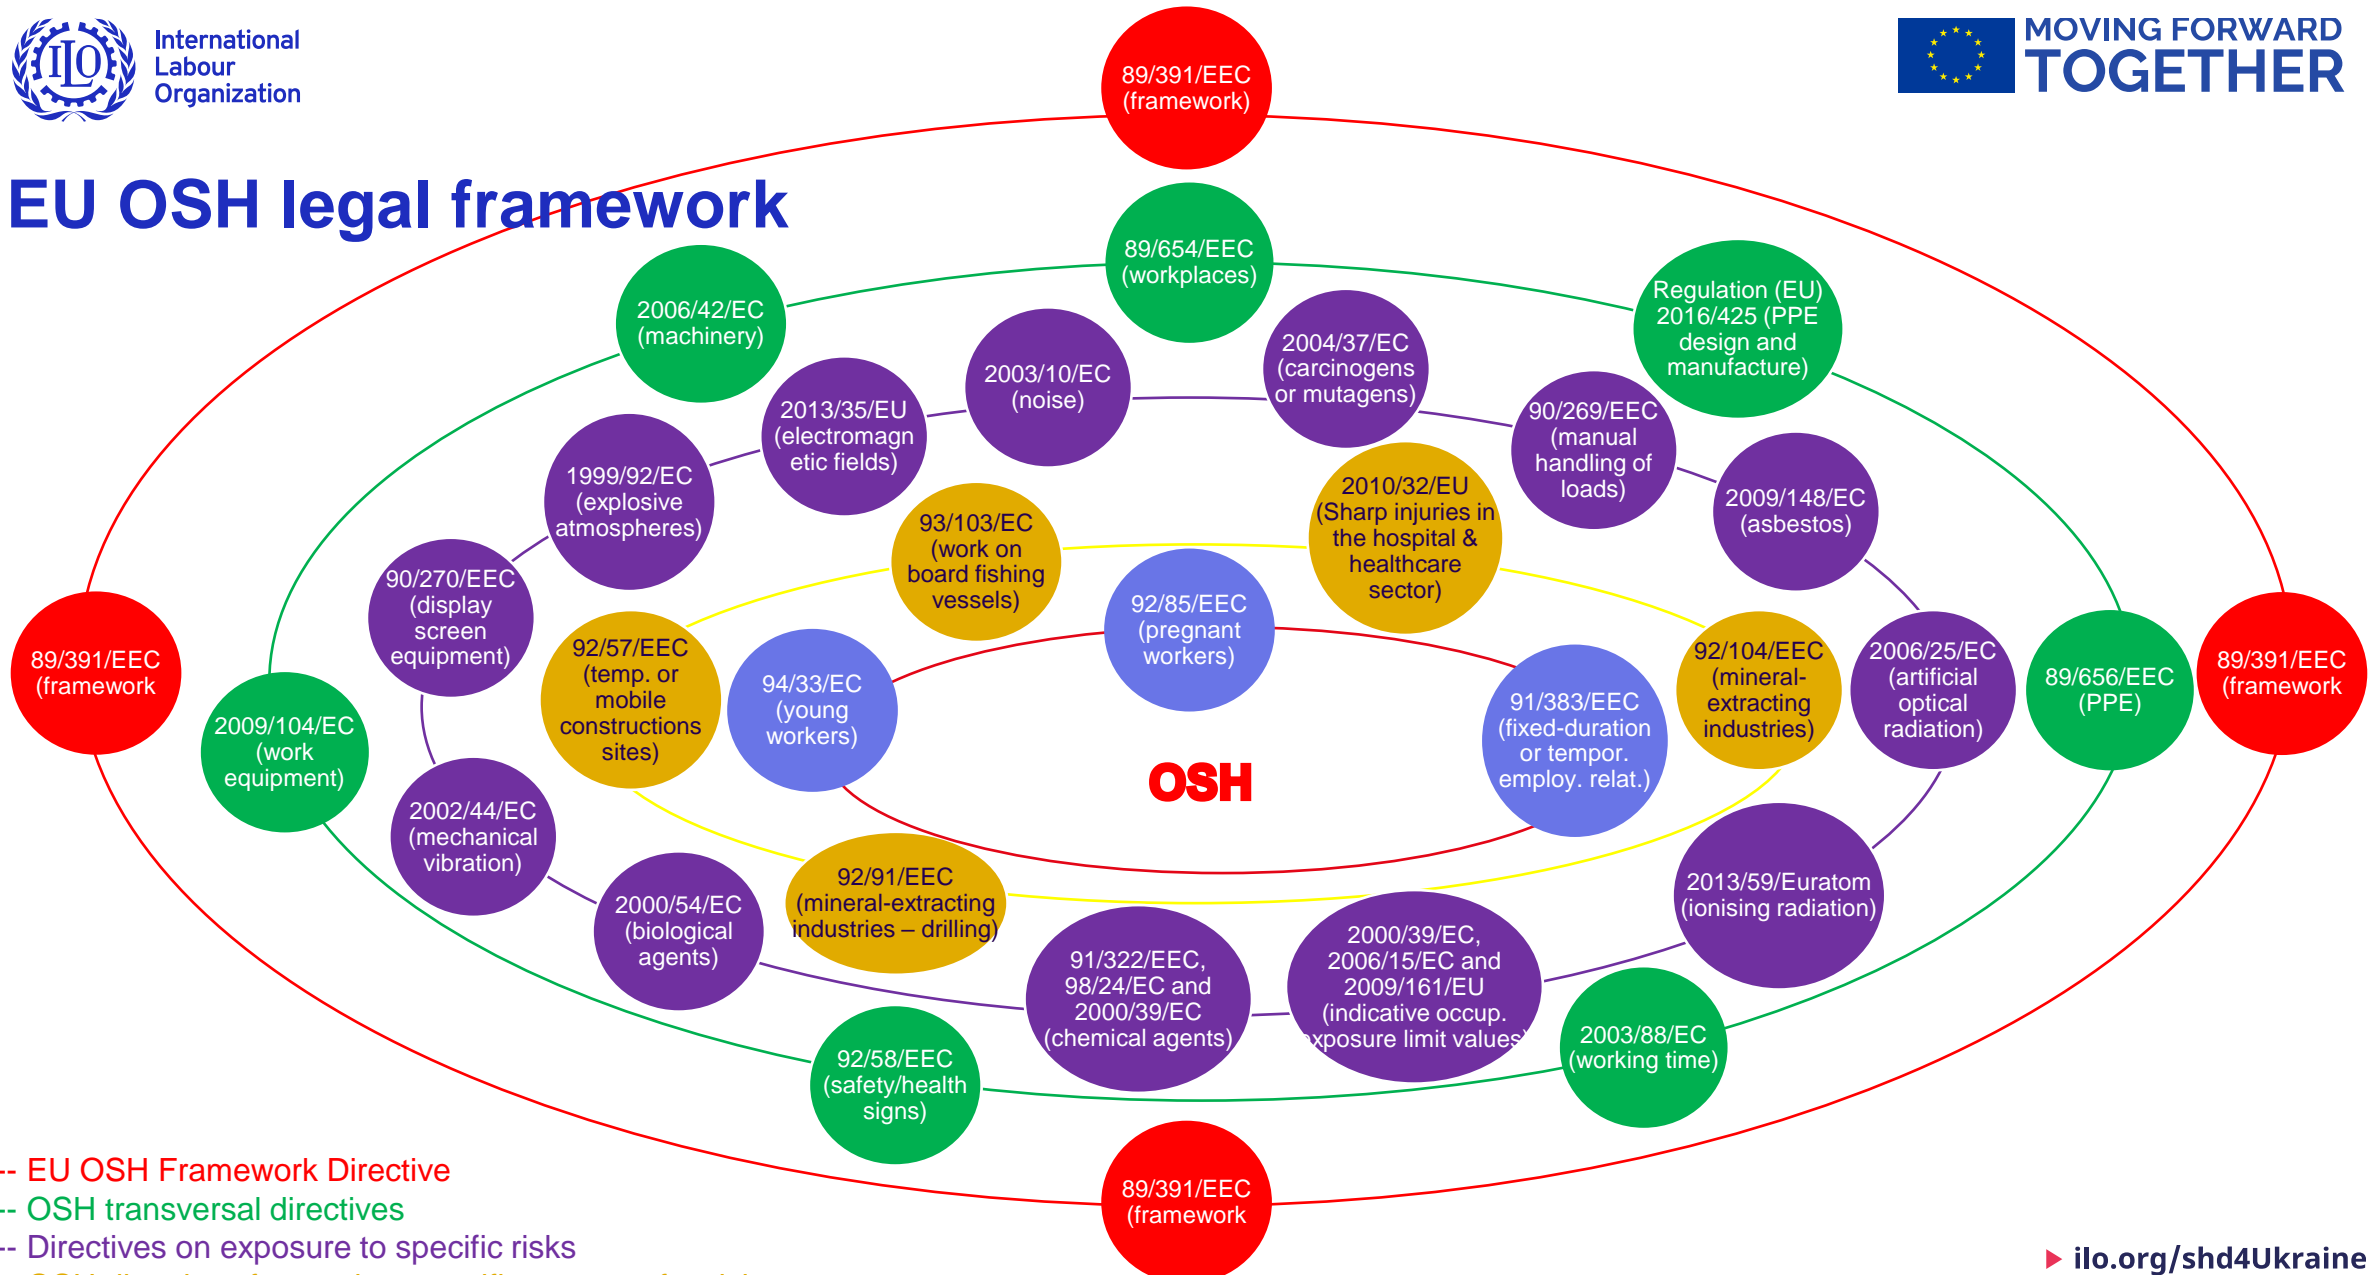 International
Labour
Organization
MOVING FORWARD
TOGETHER
EU OSH legal framework
89/391/EEC
(framework)
89/654/EEC
(workplaces)
2006/42/EC
(machinery)
Regulation (EU)
2016/425 (PPE
design and
manufacture)
2003/10/EC
(noise)
2004/37/EC
(carcinogens
or mutagens)
2013/35/EU
(electromagn
etic fields)
90/269/EEC
(manual
handling of
loads)
1999/92/EC
(explosive
atmospheres)
2009/148/EC
(asbestos)
93/103/EC
(work on
board fishing
vessels)
2010/32/EU
(Sharp injuries in
the hospital &
healthcare
sector)
90/270/EEC
(display
screen
equipment)
92/85/EEC
(pregnant
workers)
89/391/EEC
(framework
92/57/EEC
(temp. or
mobile
constructions
sites)
94/33/EC
(young
workers)
91/383/EEC
(fixed-duration
or tempor.
employ. relat.)
92/104/EEC
(mineral-
extracting
industries)
2006/25/EC
(artificial
optical
radiation)
89/656/EEC
(PPE)
89/391/EEC
(framework
2009/104/EC
(work
equipment)
OSH
2002/44/EC
(mechanical
vibration)
92/91/EEC
(mineral-extracting
industries – drilling)
2013/59/Euratom
(ionising radiation)
2000/54/EC
(biological
agents)
91/322/EEC,
98/24/EC and
2000/39/EC
(chemical agents)
2000/39/EC,
2006/15/EC and
2009/161/EU
(indicative occup.
exposure limit values)
2003/88/EC
(working time)
92/58/EEC
(safety/health
signs)
89/391/EEC
(framework
-- EU OSH Framework Directive
-- OSH transversal directives
-- Directives on exposure to specific risks
ilo.org/shd4Ukraine